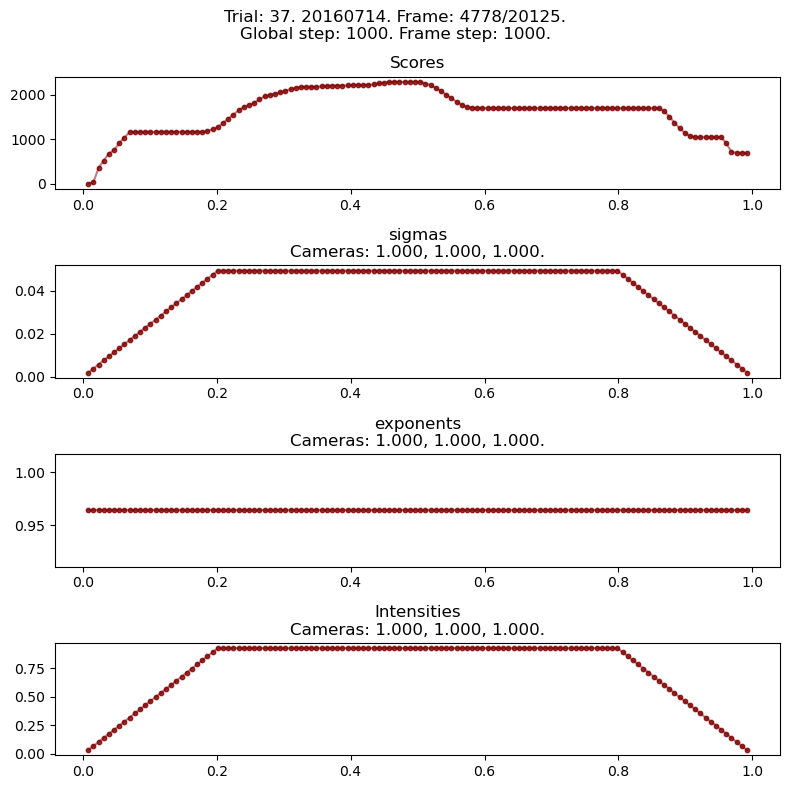 Trial: 37. 20160714. Frame: 4778/20125.
Global step: 1000. Frame step: 1000.
Scores
2000
1000
0
0.0 0.2 0.4 0.6 0.8 1.0
sigmas
Cameras: 1.000, 1.000, 1.000.
0.04
0.02
0.00
0.0 0.2 0.4 0.6 0.8 1.0
exponents
Cameras: 1.000, 1.000, 1.000.
1.00
0.95
0.0 0.2 0.4 0.6 0.8 1.0
Intensities
Cameras: 1.000, 1.000, 1.000.
0.75
0.50
0.25
0.00
0.0 0.2 0.4 0.6 0.8 1.0